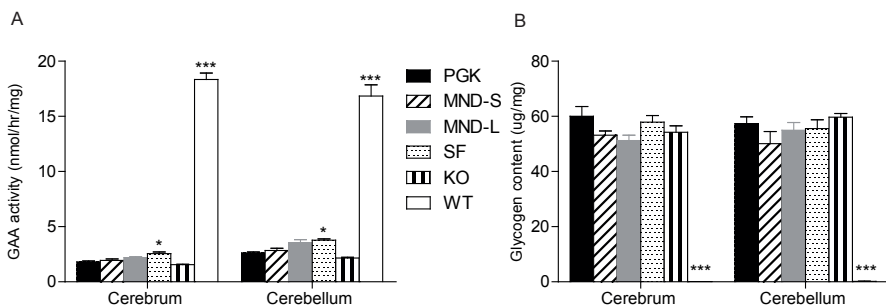 A
GAA activity (nmol/hr/mg)
20
15
10
5
0
*
***
*
***
Cerebrum
Cerebellum
PGK
MND-S
MND-L
SF
KO
WT
B
Glycogen content (ug/mg)
80
60
40
20
0
***
***
Cerebrum
Cerebellum